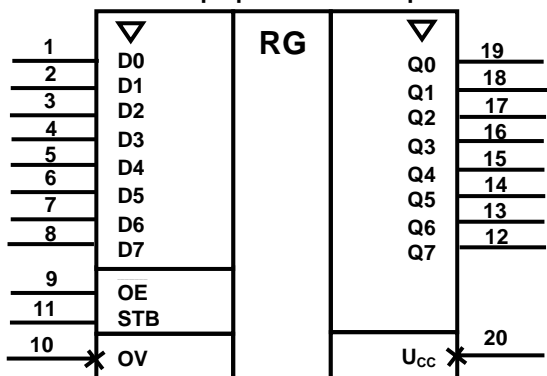 RG
1 D0 Q0 19
2 D1 Q1 18
3 D2 Q2 17
4 D3 Q3 16
5 D4 Q4 15
6 D5 Q5 14
7 D6 Q6 13
8 D7 Q7 12
9 OE
11 STB
10 OV UCC 20